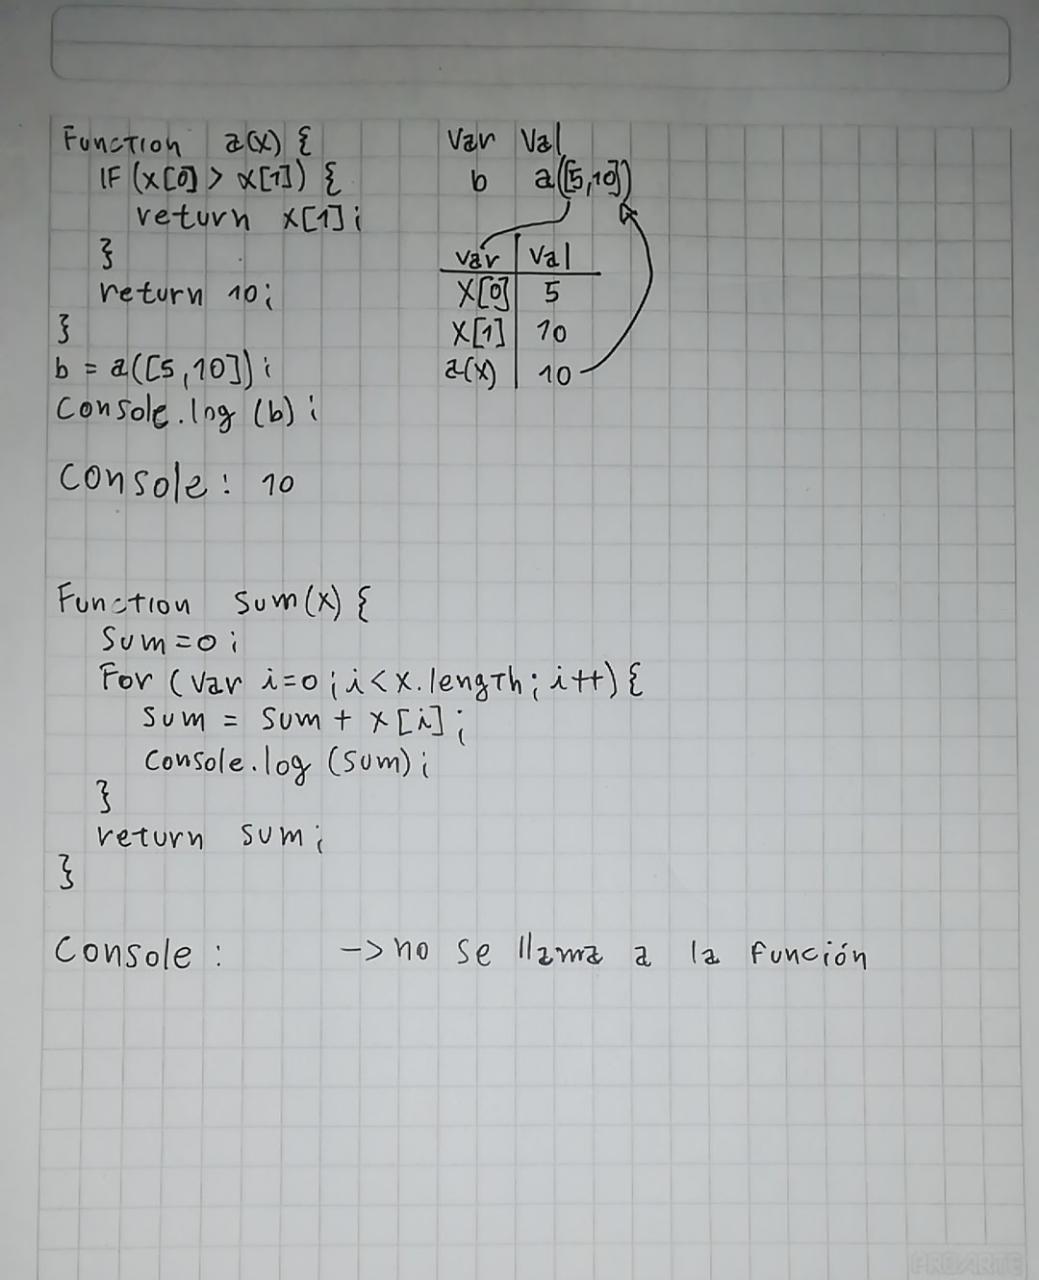 Function a(x) {
IF (x[0] > x[1]) {
return x[1];
}
return 10;
}
b = a([5,10]);
Console.log (b);
Var Val
b a([5,10])
Var Val
X[0] 5
X[1] 10
a(x) 10
Console: 10
Function Sum(x) {
Sum=0;
For (Var i=0; i<x.length; i++) {
Sum = Sum + x[i];
Console.log (Sum);
}
return Sum;
}
Console: -> no se llama a la función
PROARTE